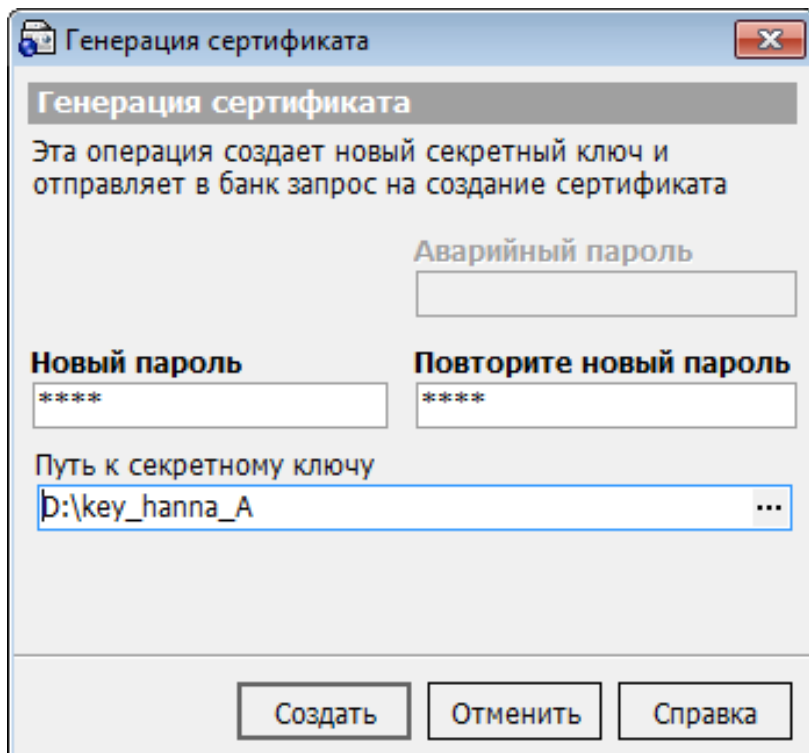 Генерация сертификата
Генерация сертификата
Эта операция создает новый секретный ключ и
отправляет в банк запрос на создание сертификата
Аварийный пароль
Новый пароль
Повторите новый пароль
****
****
Путь к секретному ключу
D:\key_hanna_A
...
Создать
Отменить
Справка